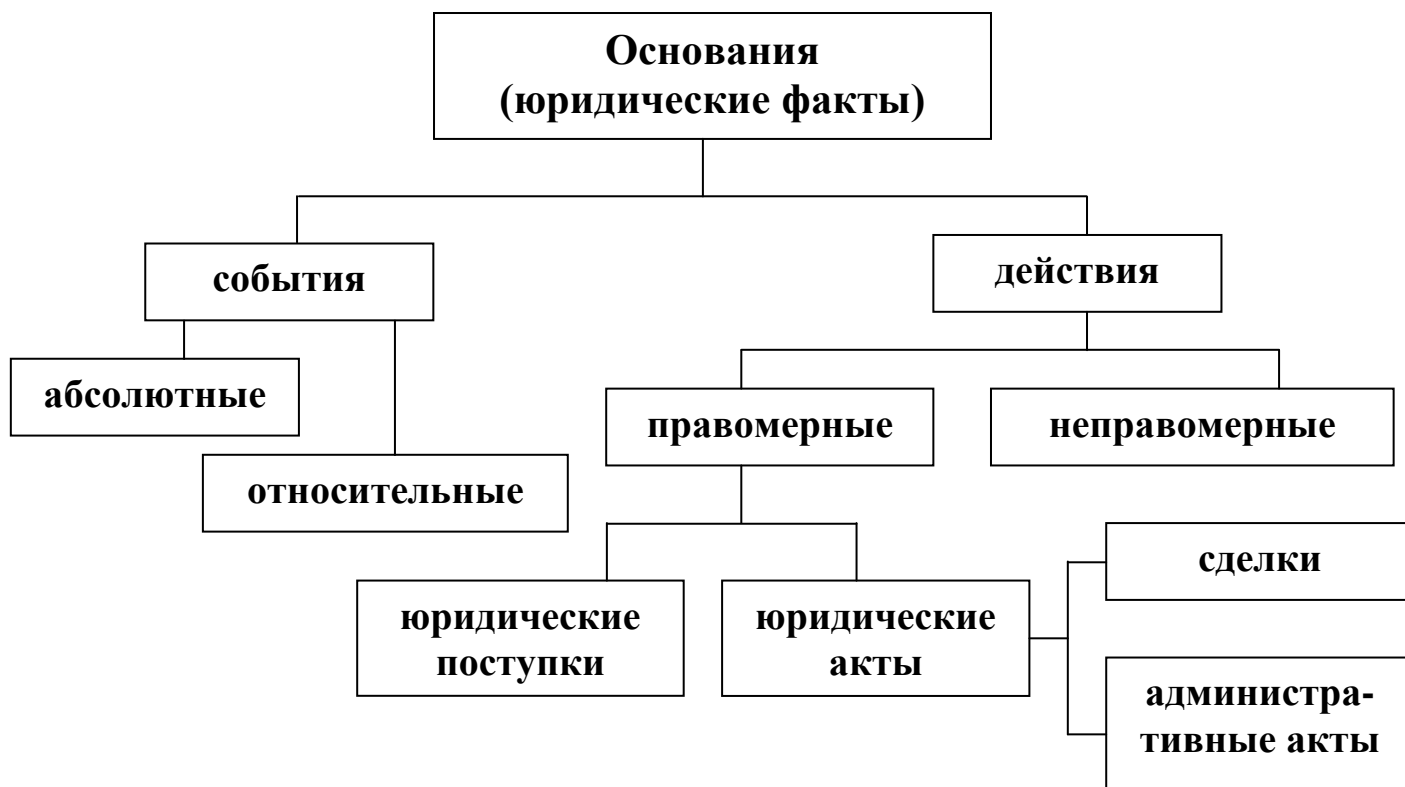 Основания
(юридические факты)
события
действия
абсолютные
правомерные
неправомерные
относительные
сделки
юридические
поступки
юридические
акты
администра-
тивные акты